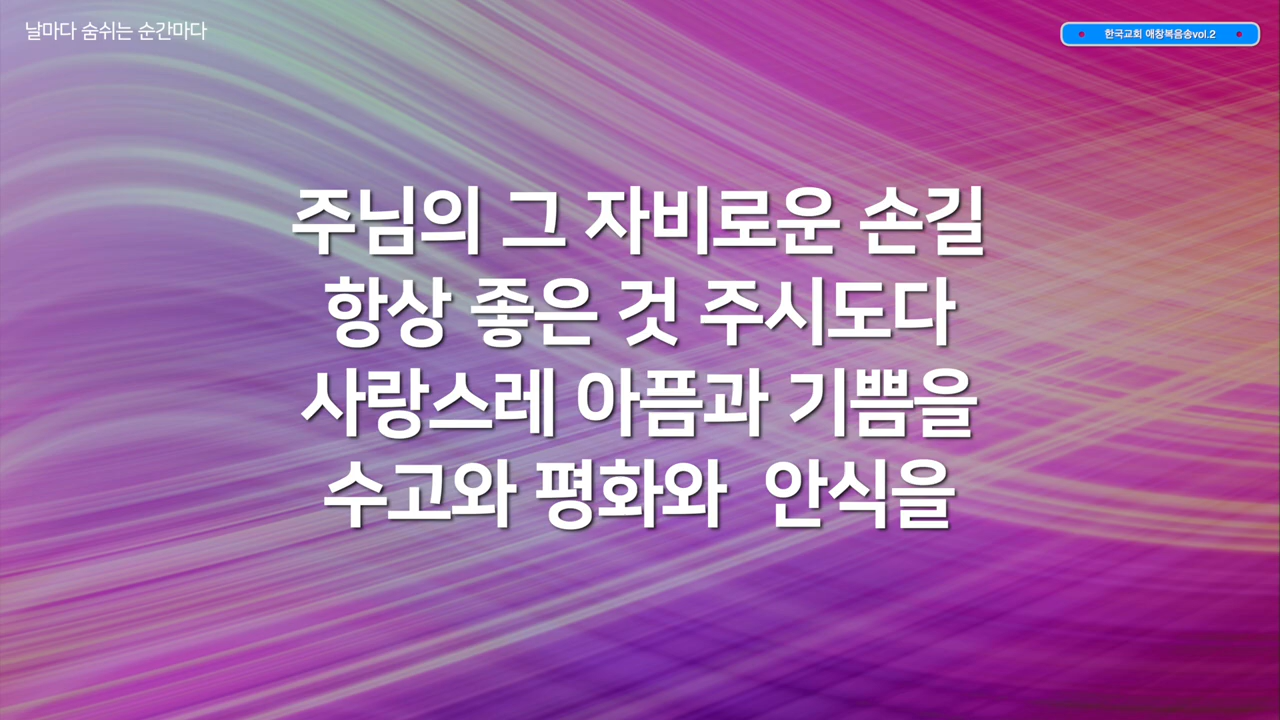 날마다 숨쉬는 순간마다
한국교회 애창복음송vol.2
주님의 그 자비로운 손길
항상 좋은 것 주시도다
사랑스레 아픔과 기쁨을
수고와 평화와  안식을